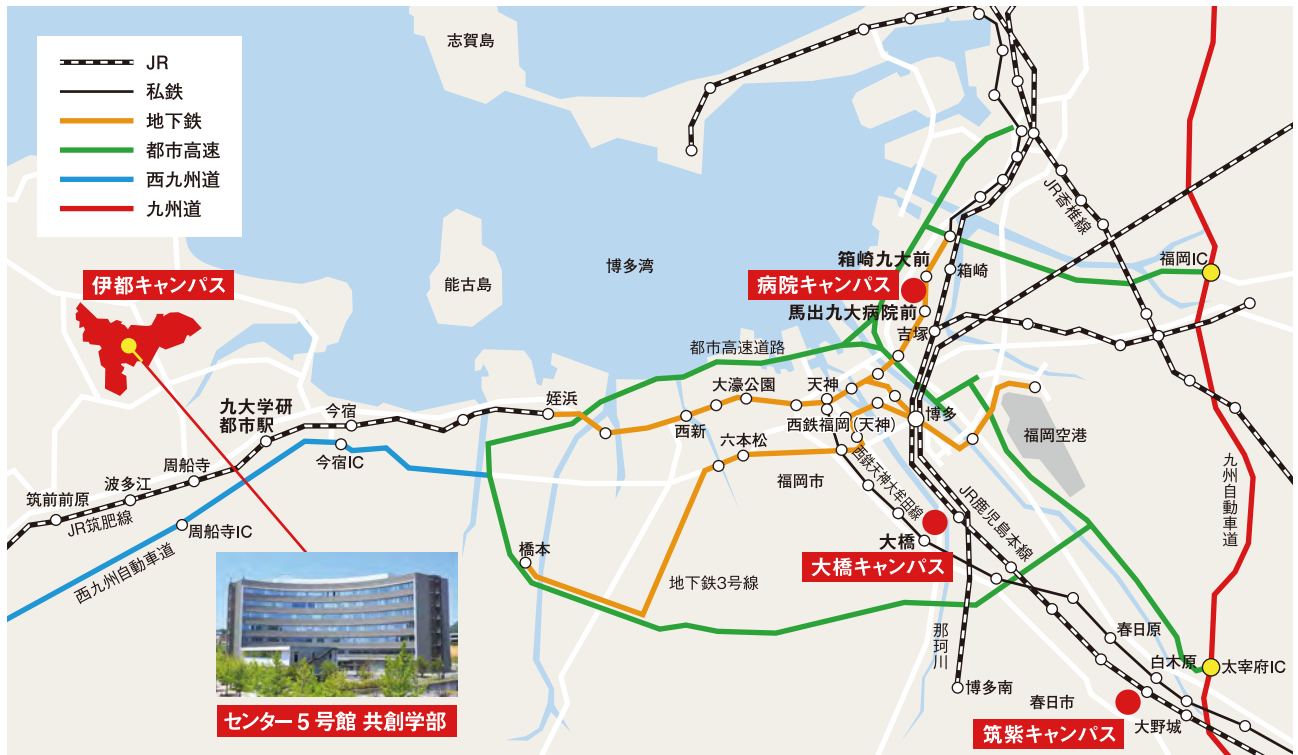 JR
私鉄
地下鉄
都市高速
西九州道
九州道
志賀島
能古島
博多湾
伊都キャンパス
箱崎九大前
病院キャンパス
馬出九大病院前
箱崎
吉塚
JR香椎線
福岡IC
都市高速道路
姪浜
西新
大濠公園
天神
西鉄福岡(天神)
博多
福岡空港
九州自動車道
九大学研
都市駅
今宿
今宿IC
周船寺
波多江
筑前前原
JR筑肥線
周船寺IC
西九州自動車道
六本松
福岡市
西鉄天神大牟田線
JR鹿児島本線
大橋
大橋キャンパス
橋本
地下鉄3号線
那珂川
博多南
春日原
白木原
太宰府IC
春日市
大野城
筑紫キャンパス
センター5号館 共創学部